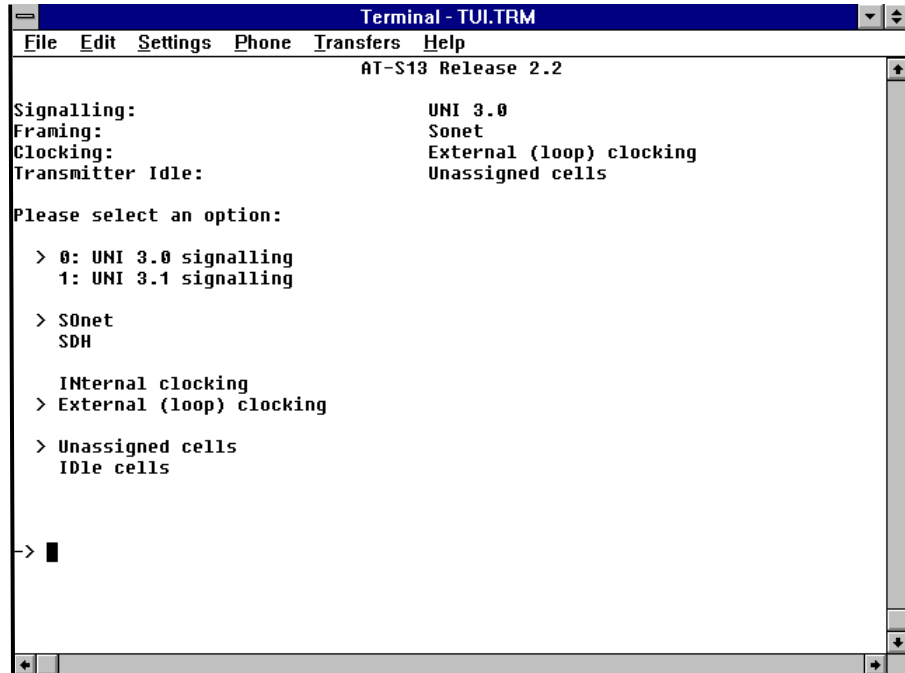 Terminal - TUI.TRM
File Edit Settings Phone Transfers Help
AT-S13 Release 2.2
Signalling: UNI 3.0
Framing: Sonet
Clocking: External (loop) clocking
Transmitter Idle: Unassigned cells
Please select an option:
> 0: UNI 3.0 signalling
1: UNI 3.1 signalling
> SOnet
SDH
INternal clocking
> External (loop) clocking
> Unassigned cells
IDle cells
->